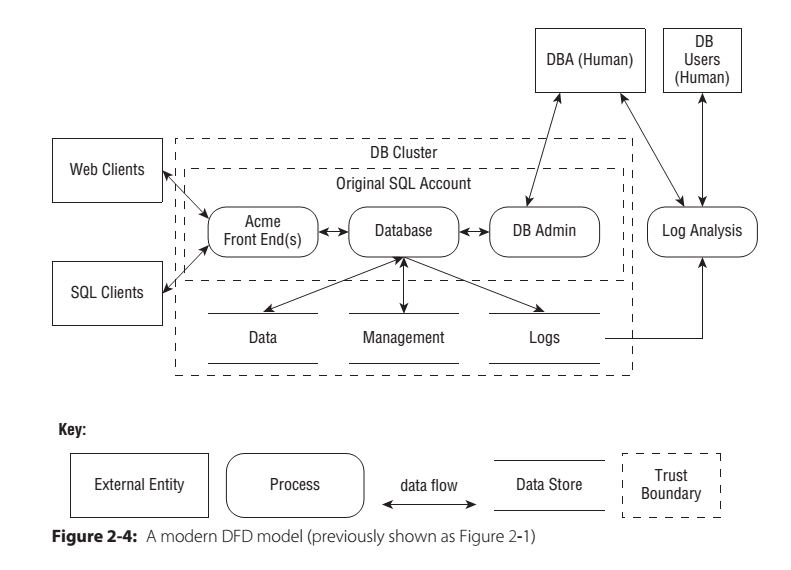 DBA (Human)
DB
Users
(Human)
DB Cluster
Web Clients
Original SQL Account
Acme
Front End(s)
Database
DB Admin
Log Analysis
SQL Clients
Data
Management
Logs
Key:
External Entity
Process
data flow
Data Store
Trust
Boundary
Figure 2-4: A modern DFD model (previously shown as Figure 2-1)